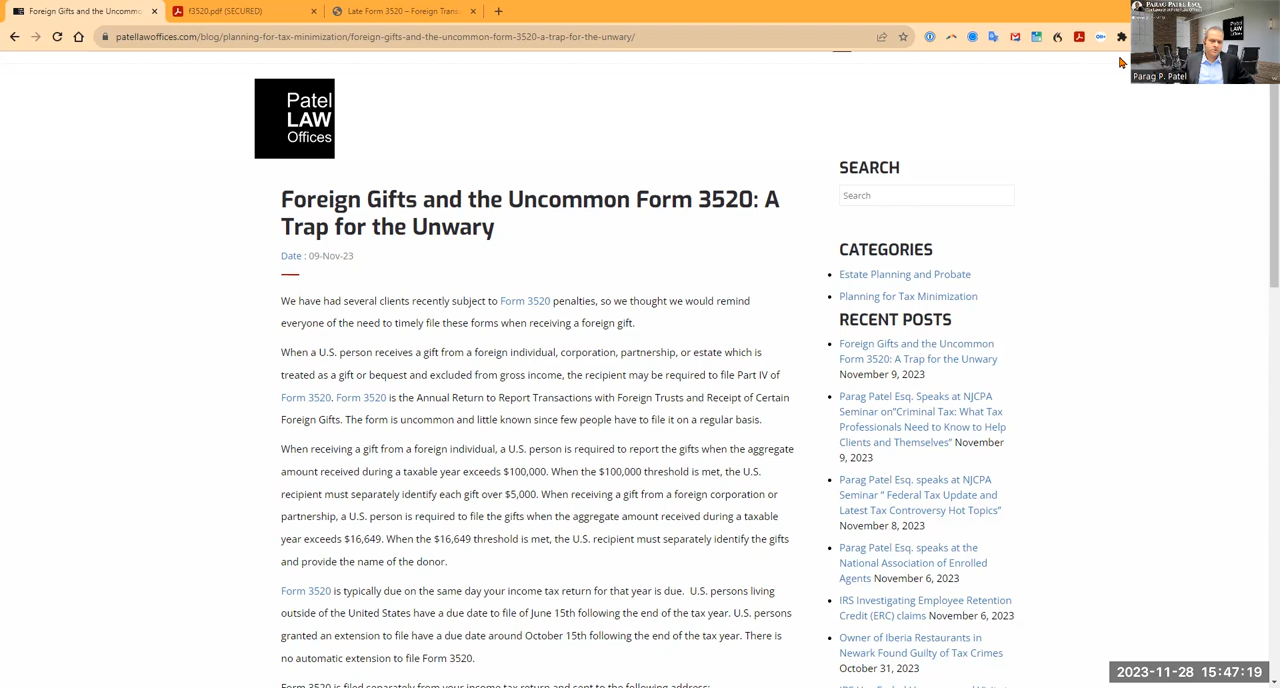 Foreign Gifts and the Uncommo
f3520.pdf (SECURED)
Late Form 3520 – Foreign Trans
patellawoffices.com/blog/planning-for-tax-minimization/foreign-gifts-and-the-uncommon-form-3520-a-trap-for-the-unwary/
PARAG PATEL ESQ.
Parag P. Patel
Patel
LAW
Offices
Foreign Gifts and the Uncommon Form 3520: A
Trap for the Unwary
Date : 09-Nov-23
We have had several clients recently subject to Form 3520 penalties, so we thought we would remind
everyone of the need to timely file these forms when receiving a foreign gift.
When a U.S. person receives a gift from a foreign individual, corporation, partnership, or estate which is
treated as a gift or bequest and excluded from gross income, the recipient may be required to file Part IV of
Form 3520. Form 3520 is the Annual Return to Report Transactions with Foreign Trusts and Receipt of Certain
Foreign Gifts. The form is uncommon and little known since few people have to file it on a regular basis.
When receiving a gift from a foreign individual, a U.S. person is required to report the gifts when the aggregate
amount received during a taxable year exceeds $100,000. When the $100,000 threshold is met, the U.S.
recipient must separately identify each gift over $5,000. When receiving a gift from a foreign corporation or
partnership, a U.S. person is required to file the gifts when the aggregate amount received during a taxable
year exceeds $16,649. When the $16,649 threshold is met, the U.S. recipient must separately identify the gifts
and provide the name of the donor.
Form 3520 is typically due on the same day your income tax return for that year is due. U.S. persons living
outside of the United States have a due date to file of June 15th following the end of the tax year. U.S. persons
granted an extension to file have a due date around October 15th following the end of the tax year. There is
no automatic extension to file Form 3520.
Form 3520 is filed separately from your income tax return and sent to the following address:
SEARCH
Search
CATEGORIES
Estate Planning and Probate
Planning for Tax Minimization
RECENT POSTS
Foreign Gifts and the Uncommon
Form 3520: A Trap for the Unwary
November 9, 2023
Parag Patel Esq. Speaks at NJCPA
Seminar on"Criminal Tax: What Tax
Professionals Need to Know to Help
Clients and Themselves" November
9, 2023
Parag Patel Esq. speaks at NJCPA
Seminar " Federal Tax Update and
Latest Tax Controversy Hot Topics"
November 8, 2023
Parag Patel Esq. speaks at the
National Association of Enrolled
Agents November 6, 2023
IRS Investigating Employee Retention
Credit (ERC) claims November 6, 2023
Owner of Iberia Restaurants in
Newark Found Guilty of Tax Crimes
October 31, 2023
2023-11-28 15:47:19